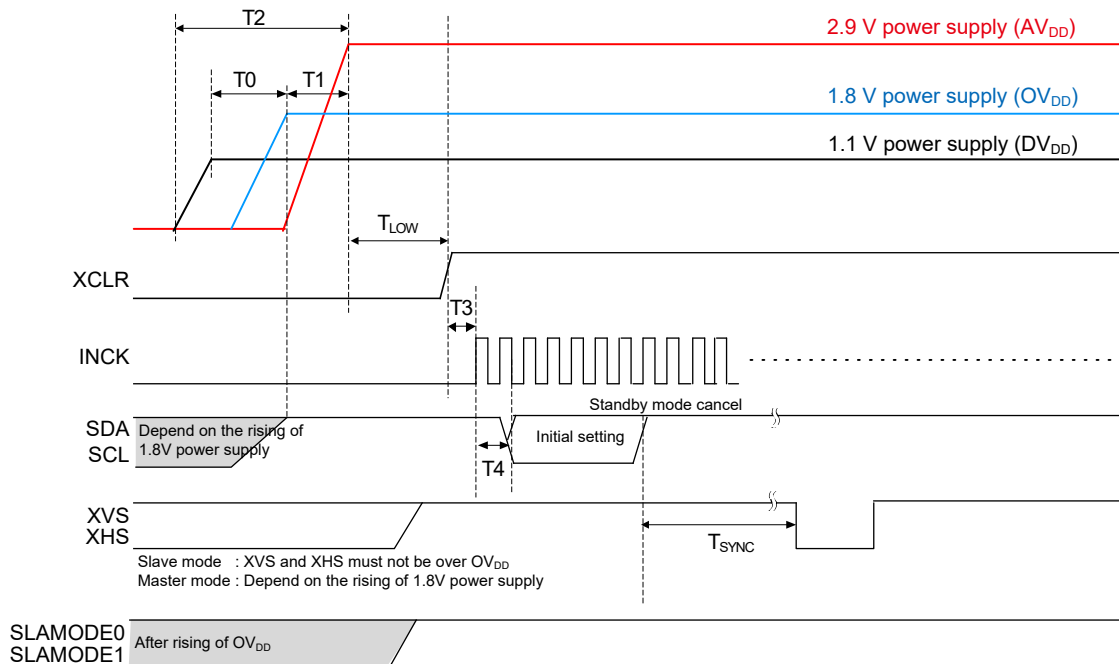 T2
2.9 V power supply (AVDD)
T0
T1
1.8 V power supply (OVDD)
1.1 V power supply (DVDD)
TLOW
XCLR
T3
INCK
Standby mode cancel
SDA
SCL
Depend on the rising of
1.8V power supply
Initial setting
T4
XVS
XHS
TSYNC
Slave mode : XVS and XHS must not be over OVDD
Master mode : Depend on the rising of 1.8V power supply
SLAMODE0
SLAMODE1
After rising of OVDD